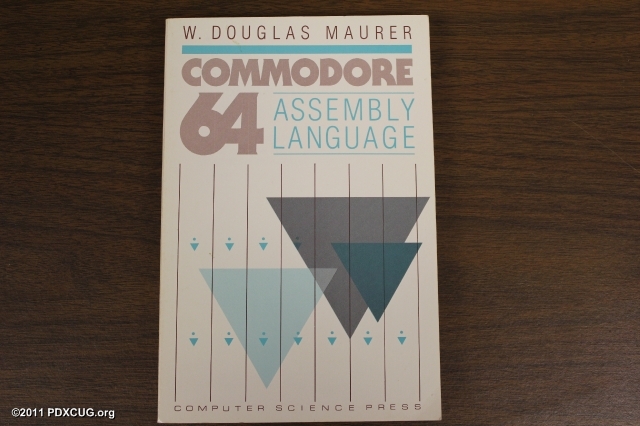 W. DOUGLAS MAURER
COMMODORE
64 ASSEMBLY
LANGUAGE
COMPUTER SCIENCE PRESS
©2011 PDXCUG.org